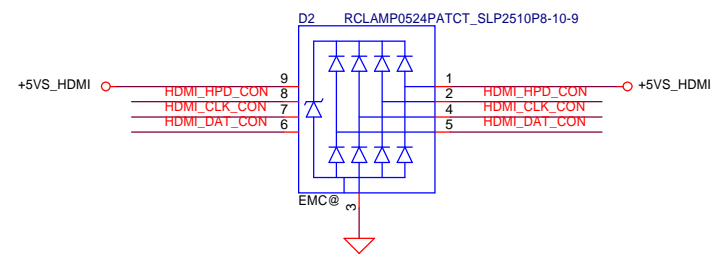 D2 RCLAMP0524PATCT_SLP2510P8-10-9
+5VS_HDMI 9 1 +5VS_HDMI
HDMI_HPD_CON 8 2 HDMI_HPD_CON
HDMI_CLK_CON 7 4 HDMI_CLK_CON
HDMI_DAT_CON 6 5 HDMI_DAT_CON
EMC@ 3